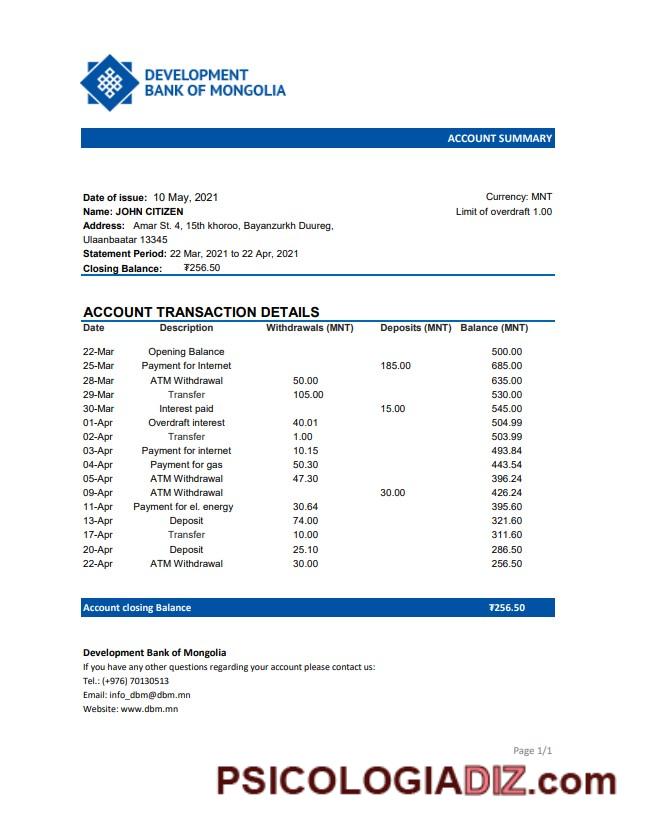 DEVELOPMENT
BANK OF MONGOLIA
ACCOUNT SUMMARY
Date of issue: 10 May, 2021 Currency: MNT
Name: JOHN CITIZEN Limit of overdraft 1.00
Address: Amar St. 4, 15th khoroo, Bayanzurkh Duureg,
Ulaanbaatar 13345
Statement Period: 22 Mar, 2021 to 22 Apr, 2021
Closing Balance: ₮256.50
ACCOUNT TRANSACTION DETAILS
Date Description Withdrawals (MNT) Deposits (MNT) Balance (MNT)
22-Mar Opening Balance 500.00
25-Mar Payment for Internet 185.00 685.00
28-Mar ATM Withdrawal 50.00 635.00
29-Mar Transfer 105.00 530.00
30-Mar Interest paid 15.00 545.00
01-Apr Overdraft interest 40.01 504.99
02-Apr Transfer 1.00 503.99
03-Apr Payment for internet 10.15 493.84
04-Apr Payment for gas 50.30 443.54
05-Apr ATM Withdrawal 47.30 396.24
09-Apr ATM Withdrawal 30.00 426.24
11-Apr Payment for el. energy 30.64 395.60
13-Apr Deposit 74.00 321.60
17-Apr Transfer 10.00 311.60
20-Apr Deposit 25.10 286.50
22-Apr ATM Withdrawal 30.00 256.50
Account closing Balance ₮256.50
Development Bank of Mongolia
If you have any other questions regarding your account please contact us:
Tel.: (+976) 70130513
Email: info_dbm@dbm.mn
Website: www.dbm.mn
Page 1/1
PSICOLOGIADIZ.com